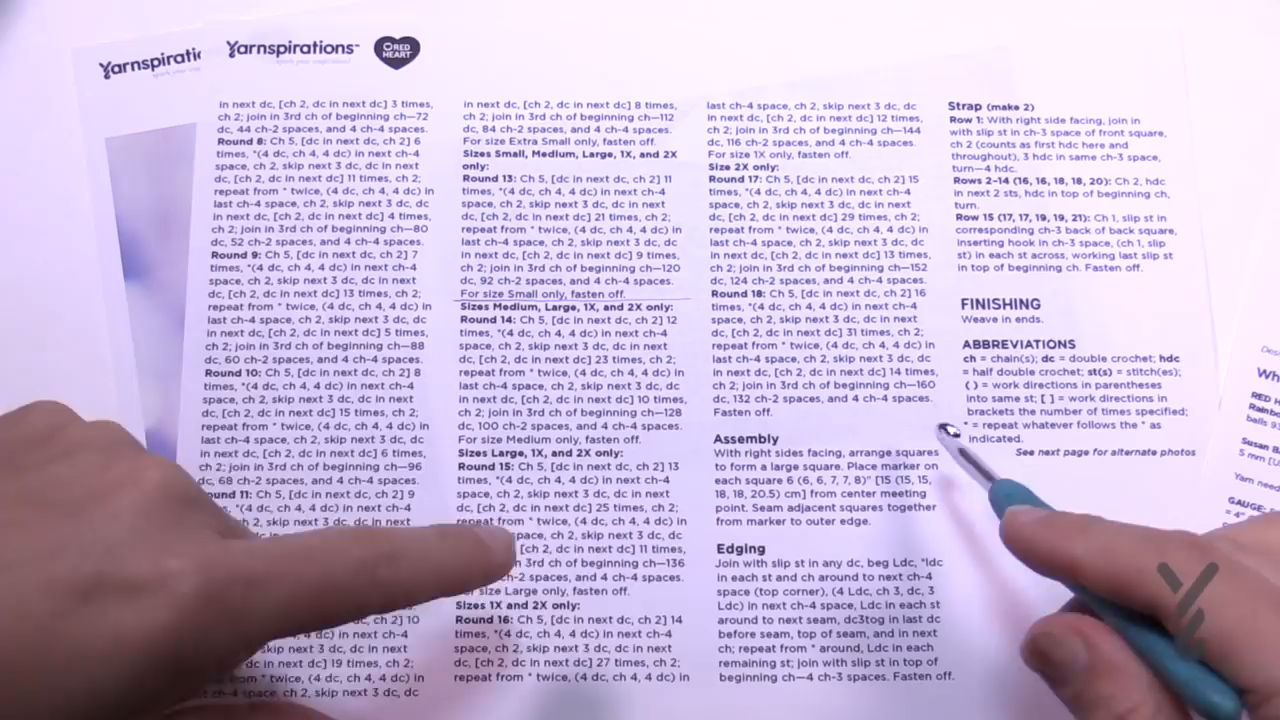 Yarnspirati
Yarnspirations™
spark your inspiration!
RED
HEART
in next dc, [ch 2, dc in next dc] 3 times,
ch 2; join in 3rd ch of beginning ch—72
dc, 44 ch-2 spaces, and 4 ch-4 spaces.
Round 8: Ch 5, [dc in next dc, ch 2] 6
times, *(4 dc, ch 4, 4 dc) in next ch-4
space, ch 2, skip next 3 dc, dc in next
dc, [ch 2, dc in next dc] 11 times, ch 2;
repeat from * twice, (4 dc, ch 4, 4 dc) in
last ch-4 space, ch 2, skip next 3 dc, dc
in next dc, [ch 2, dc in next dc] 4 times,
ch 2; join in 3rd ch of beginning ch—80
dc, 52 ch-2 spaces, and 4 ch-4 spaces.
Round 9: Ch 5, [dc in next dc, ch 2] 7
times, *(4 dc, ch 4, 4 dc) in next ch-4
space, ch 2, skip next 3 dc, dc in next
dc, [ch 2, dc in next dc] 13 times, ch 2;
repeat from * twice, (4 dc, ch 4, 4 dc) in
last ch-4 space, ch 2, skip next 3 dc, dc
in next dc, [ch 2, dc in next dc] 5 times,
ch 2; join in 3rd ch of beginning ch—88
dc, 60 ch-2 spaces, and 4 ch-4 spaces.
Round 10: Ch 5, [dc in next dc, ch 2] 8
times, *(4 dc, ch 4, 4 dc) in next ch-4
space, ch 2, skip next 3 dc, dc in next
dc, [ch 2, dc in next dc] 15 times, ch 2;
repeat from * twice, (4 dc, ch 4, 4 dc) in
last ch-4 space, ch 2, skip next 3 dc, dc
in next dc, [ch 2, dc in next dc] 6 times,
ch 2; join in 3rd ch of beginning ch—96
dc, 68 ch-2 spaces, and 4 ch-4 spaces.
ound 11: Ch 5, [dc in next dc, ch 2] 9
*(4 dc, ch 4, 4 dc) in next ch-4
ch 2, skip next 3 dc, dc in next
ch 2] 10
in next ch-4
dc in next
dc in next dc] 19 times, ch 2;
from * twice, (4 dc, ch 4, 4 dc) in
ch-4 space, ch 2, skip next 3 dc, dc
in next dc, [ch 2, dc in next dc] 8 times,
ch 2; join in 3rd ch of beginning ch—112
dc, 84 ch-2 spaces, and 4 ch-4 spaces.
For size Extra Small only, fasten off.
Sizes Small, Medium, Large, 1X, and 2X
only:
Round 13: Ch 5, [dc in next dc, ch 2] 11
times, *(4 dc, ch 4, 4 dc) in next ch-4
space, ch 2, skip next 3 dc, dc in next
dc, [ch 2, dc in next dc] 21 times, ch 2;
repeat from * twice, (4 dc, ch 4, 4 dc) in
last ch-4 space, ch 2, skip next 3 dc, dc
in next dc, [ch 2, dc in next dc] 9 times,
ch 2; join in 3rd ch of beginning ch—120
dc, 92 ch-2 spaces, and 4 ch-4 spaces.
For size Small only, fasten off.
Sizes Medium, Large, 1X, and 2X only:
Round 14: Ch 5, [dc in next dc, ch 2] 12
times, *(4 dc, ch 4, 4 dc) in next ch-4
space, ch 2, skip next 3 dc, dc in next
dc, [ch 2, dc in next dc] 23 times, ch 2;
repeat from * twice, (4 dc, ch 4, 4 dc) in
last ch-4 space, ch 2, skip next 3 dc, dc
in next dc, [ch 2, dc in next dc] 10 times,
ch 2; join in 3rd ch of beginning ch—128
dc, 100 ch-2 spaces, and 4 ch-4 spaces.
For size Medium only, fasten off.
Sizes Large, 1X, and 2X only:
Round 15: Ch 5, [dc in next dc, ch 2] 13
times, *(4 dc, ch 4, 4 dc) in next ch-4
space, ch 2, skip next 3 dc, dc in next
dc, [ch 2, dc in next dc] 25 times, ch 2;
repeat from * twice, (4 dc, ch 4, 4 dc) in
space, ch 2, skip next 3 dc, dc
[ch 2, dc in next dc] 11 times,
in 3rd ch of beginning ch—136
ch-2 spaces, and 4 ch-4 spaces.
For size Large only, fasten off.
Sizes 1X and 2X only:
Round 16: Ch 5, [dc in next dc, ch 2] 14
times, *(4 dc, ch 4, 4 dc) in next ch-4
space, ch 2, skip next 3 dc, dc in next
dc, [ch 2, dc in next dc] 27 times, ch 2;
repeat from * twice, (4 dc, ch 4, 4 dc) in
last ch-4 space, ch 2, skip next 3 dc, dc
in next dc, [ch 2, dc in next dc] 12 times,
ch 2; join in 3rd ch of beginning ch—144
dc, 116 ch-2 spaces, and 4 ch-4 spaces.
For size 1X only, fasten off.
Size 2X only:
Round 17: Ch 5, [dc in next dc, ch 2] 15
times, *(4 dc, ch 4, 4 dc) in next ch-4
space, ch 2, skip next 3 dc, dc in next
dc, [ch 2, dc in next dc] 29 times, ch 2;
repeat from * twice, (4 dc, ch 4, 4 dc) in
last ch-4 space, ch 2, skip next 3 dc, dc
in next dc, [ch 2, dc in next dc] 13 times,
ch 2; join in 3rd ch of beginning ch—152
dc, 124 ch-2 spaces, and 4 ch-4 spaces.
Round 18: Ch 5, [dc in next dc, ch 2] 16
times, *(4 dc, ch 4, 4 dc) in next ch-4
space, ch 2, skip next 3 dc, dc in next
dc, [ch 2, dc in next dc] 31 times, ch 2;
repeat from * twice, (4 dc, ch 4, 4 dc) in
last ch-4 space, ch 2, skip next 3 dc, dc
in next dc, [ch 2, dc in next dc] 14 times,
ch 2; join in 3rd ch of beginning ch—160
dc, 132 ch-2 spaces, and 4 ch-4 spaces.
Fasten off.
Assembly
With right sides facing, arrange squares
to form a large square. Place marker on
each square 6 (6, 6, 7, 7, 8)" [15 (15, 15,
18, 18, 20.5) cm] from center meeting
point. Seam adjacent squares together
from marker to outer edge.
Edging
Join with slip st in any dc, beg Ldc, *ldc
in each st and ch around to next ch-4
space (top corner), (4 Ldc, ch 3, dc, 3
Ldc) in next ch-4 space, Ldc in each st
around to next seam, dc3tog in last dc
before seam, top of seam, and in next
ch; repeat from * around, Ldc in each
remaining st; join with slip st in top of
beginning ch—4 ch-3 spaces. Fasten off.
Strap (make 2)
Row 1: With right side facing, join in
with slip st in ch-3 space of front square,
ch 2 (counts as first hdc here and
throughout), 3 hdc in same ch-3 space,
turn—4 hdc.
Rows 2-14 (16, 16, 18, 18, 20): Ch 2, hdc
in next 2 sts, hdc in top of beginning ch,
turn.
Row 15 (17, 17, 19, 19, 21): Ch 1, slip st in
corresponding ch-3 back of back square,
inserting hook in ch-3 space, (ch 1, slip
st) in each st across, working last slip st
in top of beginning ch. Fasten off.
FINISHING
Weave in ends.
ABBREVIATIONS
ch = chain(s); dc = double crochet; hdc
= half double crochet; st(s) = stitch(es);
( ) = work directions in parentheses
into same st; [ ] = work directions in
brackets the number of times specified;
* = repeat whatever follows the * as
indicated.
See next page for alternate photos
Wh
RED H
Rainbo
balls 9
Susan B
5 mm [U
Yarn need
GAUGE:
= 4"